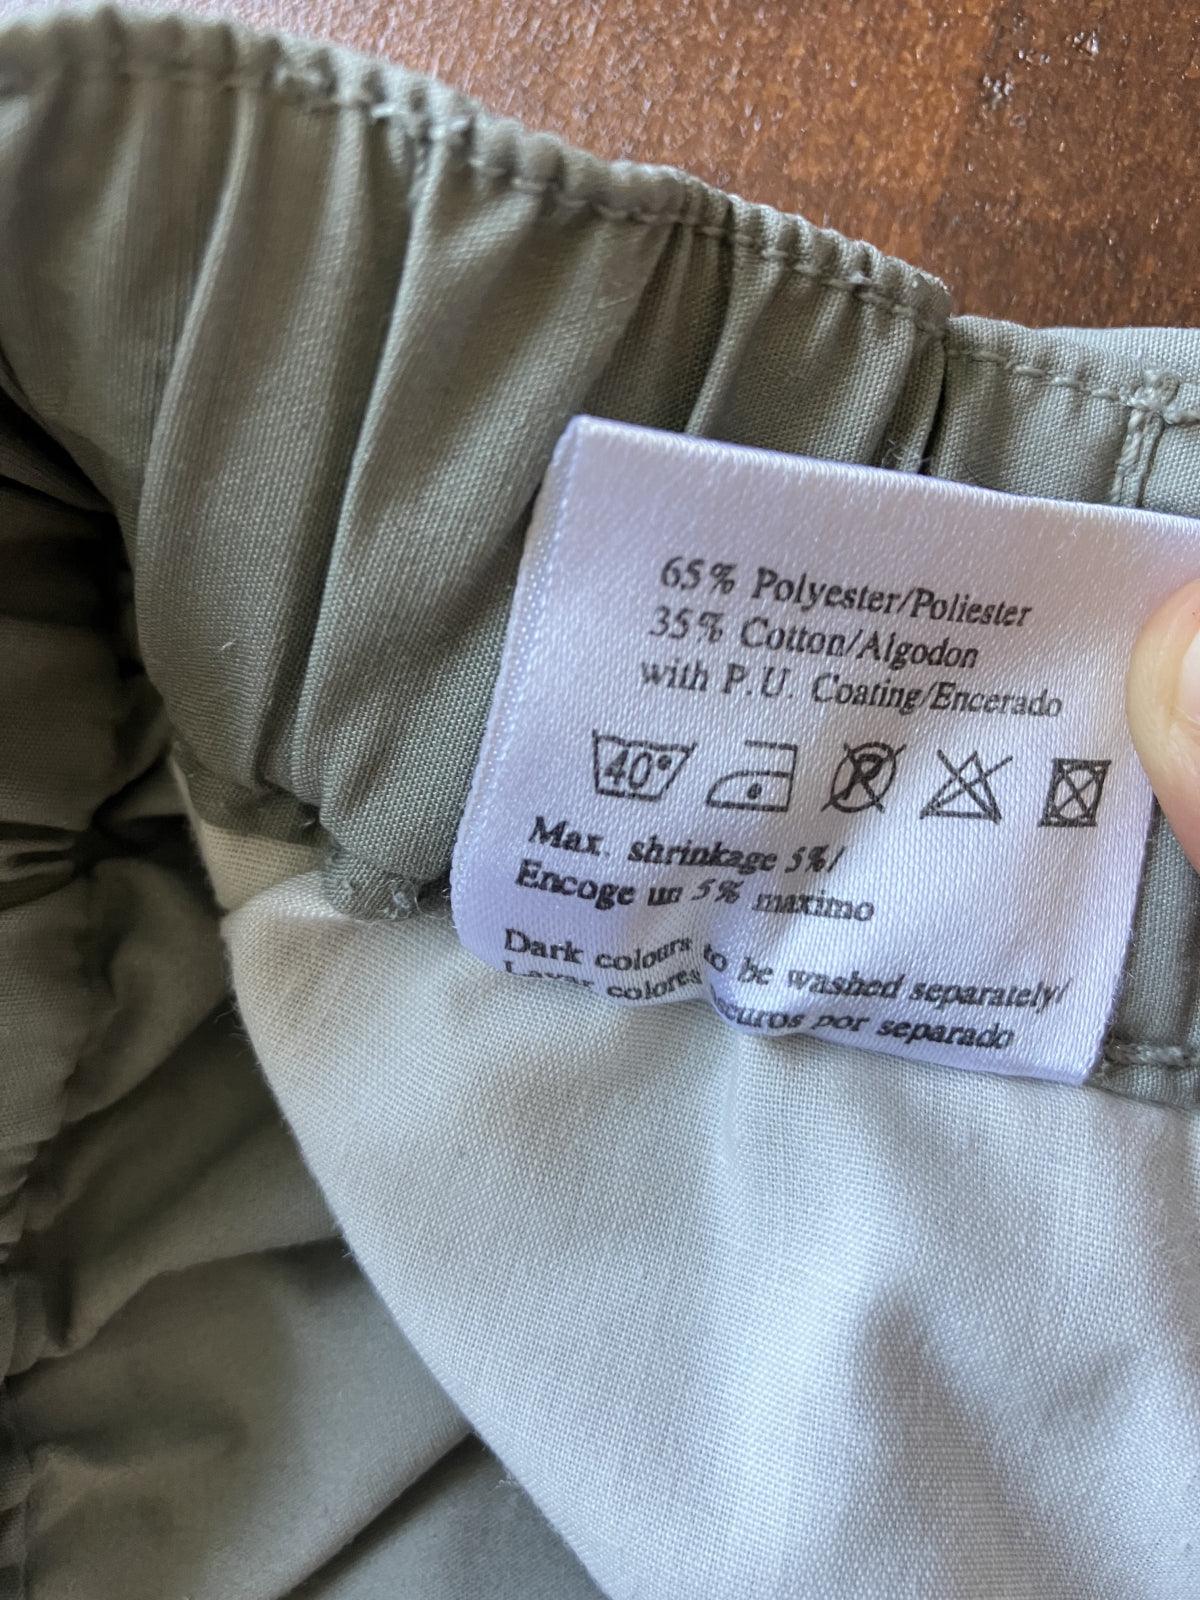 65% Polyester/Poliester
35% Cotton/Algodon
with P.U. Coating/Encerado
40° P
Max. shrinkage 5%/
Encoge un 5% maximo
Dark colours to be washed separately/
Lavar colores por separado